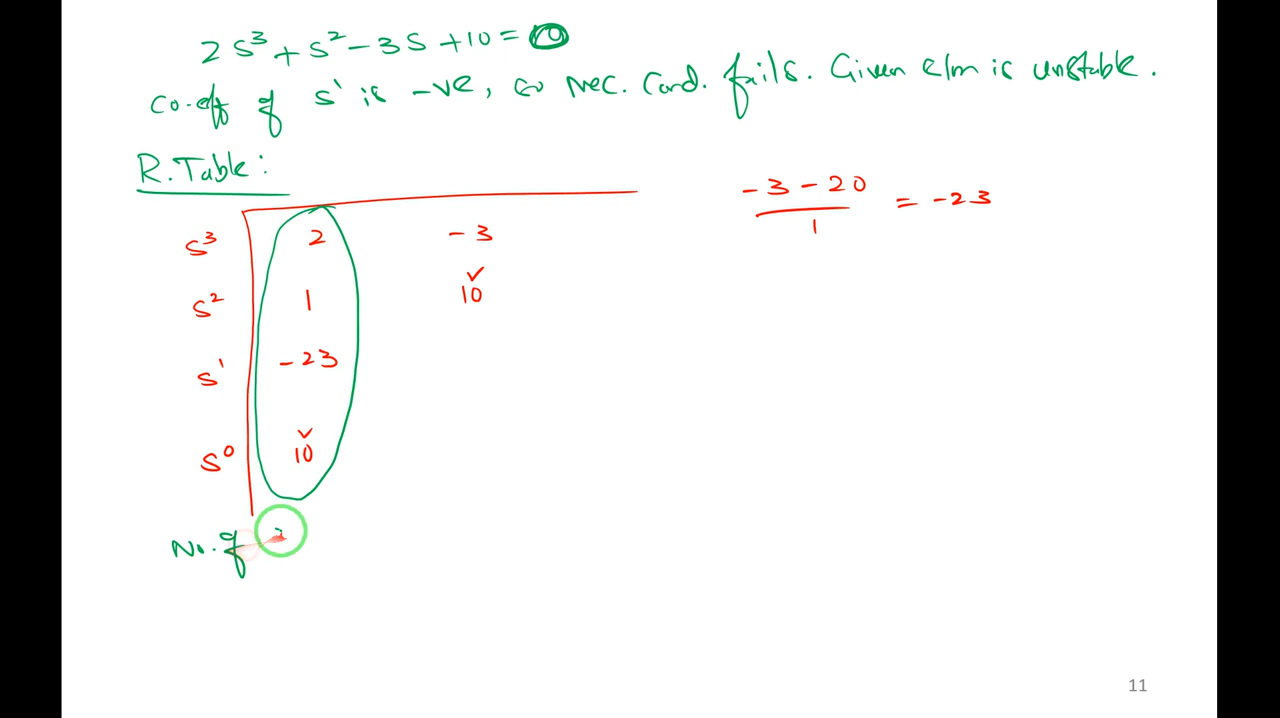 2s³ + s² - 3s + 10 = 0
Co-eff of s¹ is -ve, so Nec. Cond. fails. Given s/m is unstable.
R. Table:
-3 - 20
= -23
1
s³ 2 -3
s² 1 10
s¹ -23
s⁰ 10
No. of
11